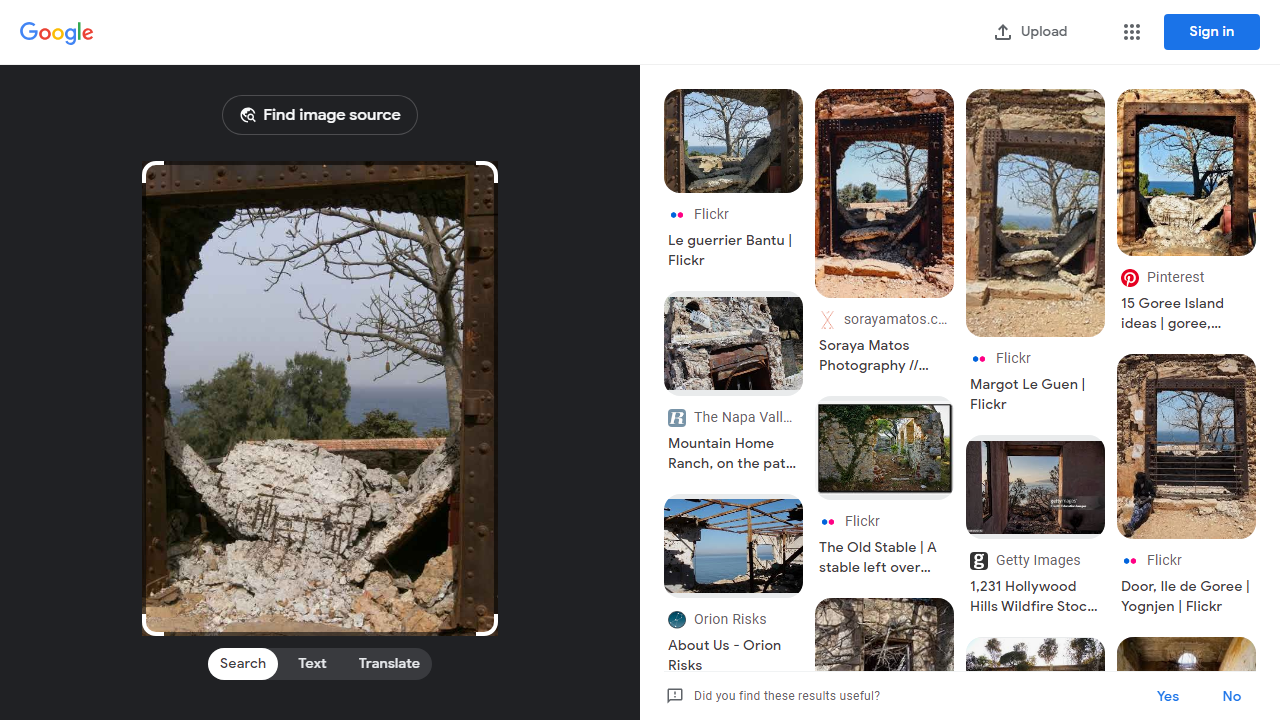 Google
Upload
Sign in
Find image source
Search
Text
Translate
Flickr
Le guerrier Bantu |
Flickr
The Napa Vall...
Mountain Home
Ranch, on the pat...
Orion Risks
About Us - Orion
Risks
sorayamatos.c...
Soraya Matos
Photography //...
Flickr
The Old Stable | A
stable left over...
Flickr
Margot Le Guen |
Flickr
gettyimages
Getty Images
1,231 Hollywood
Hills Wildfire Stoc...
Pinterest
15 Goree Island
ideas | goree,...
Flickr
Door, Ile de Goree |
Yognjen | Flickr
Did you find these results useful?
Yes
No